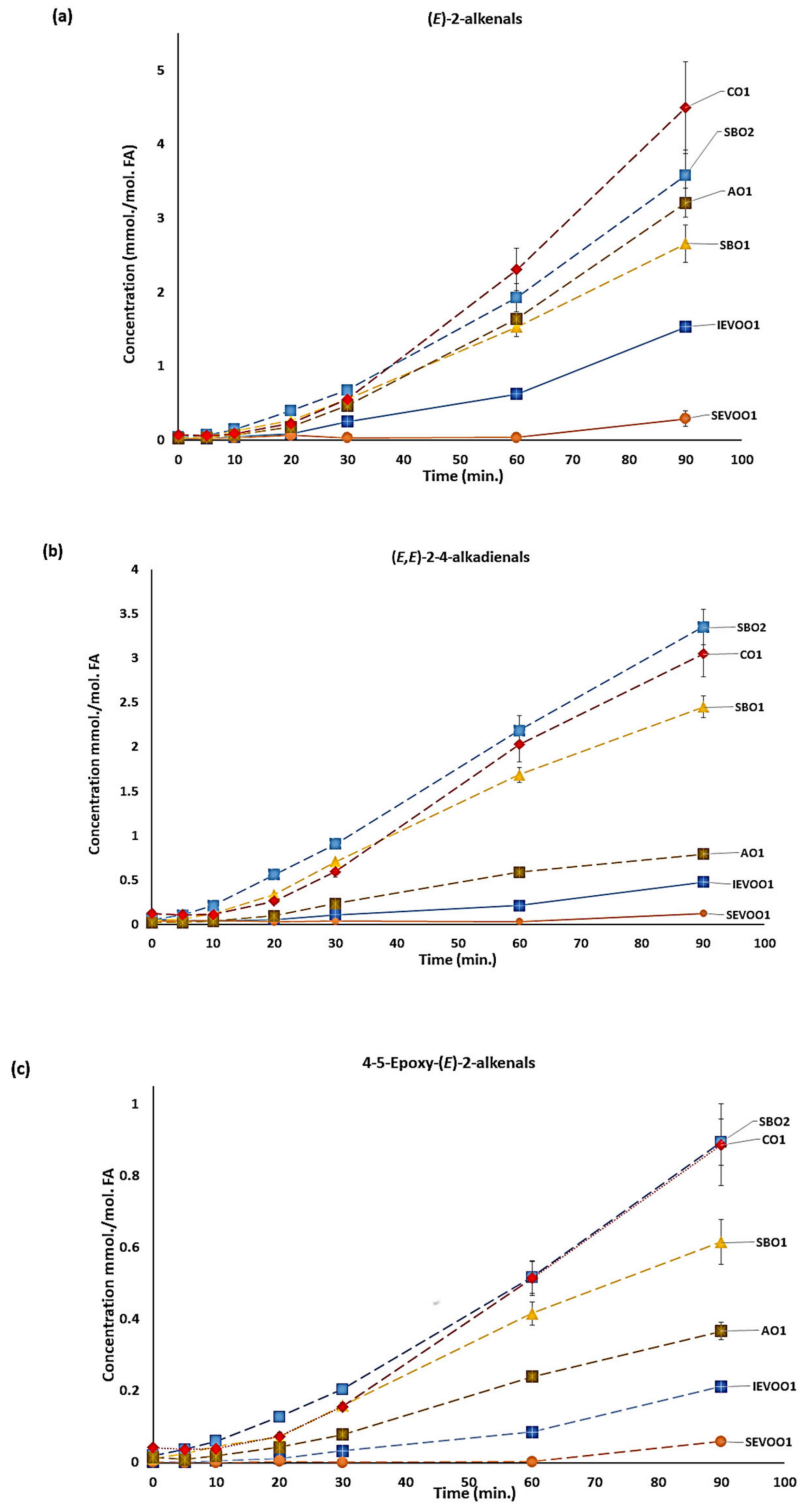 (a)
(E)-2-alkenals
Concentration (mmol./mol. FA)
5
4
3
2
1
0
CO1
SBO2
AO1
SBO1
IEVOO1
SEVOO1
0 10 20 30 40 50 60 70 80 90 100
Time (min.)
(b)
(E,E)-2-4-alkadienals
Concentration mmol./mol. FA
4
3.5
3
2.5
2
1.5
1
0.5
0
SBO2
CO1
SBO1
AO1
IEVOO1
SEVOO1
0 10 20 30 40 50 60 70 80 90 100
Time (min.)
(c)
4-5-Epoxy-(E)-2-alkenals
Concentration mmol./mol. FA
1
0.8
0.6
0.4
0.2
0
SBO2
CO1
SBO1
AO1
IEVOO1
SEVOO1
0 10 20 30 40 50 60 70 80 90 100
Time (min.)